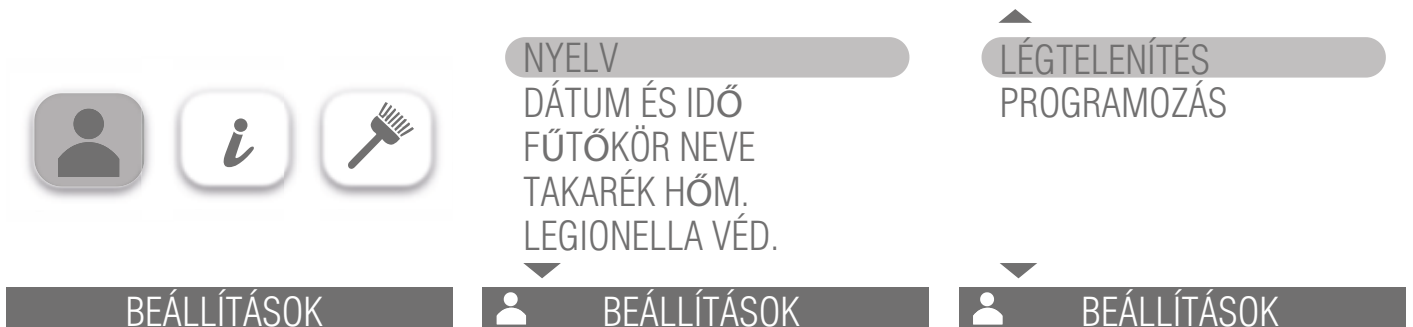 BEÁLLÍTÁSOK
NYELV
DÁTUM ÉS IDŐ
FŰTŐKÖR NEVE
TAKARÉK HŐM.
LEGIONELLA VÉD.
BEÁLLÍTÁSOK
LÉGTELENÍTÉS
PROGRAMOZÁS
BEÁLLÍTÁSOK